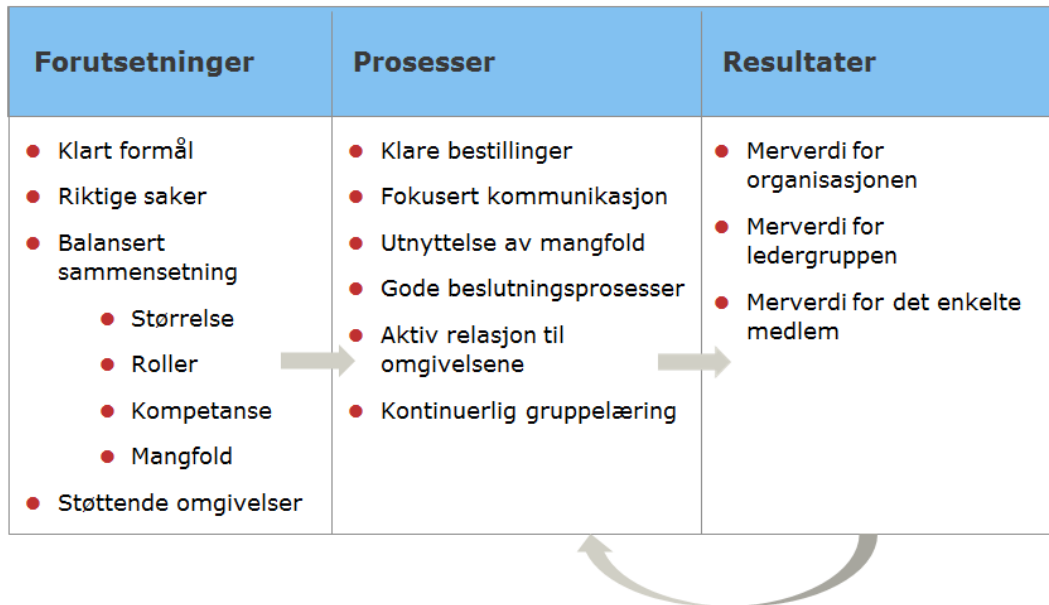 Forutsetninger
Klart formål
Riktige saker
Balansert
sammensetning
Størrelse
Roller
Kompetanse
Mangfold
Støttende omgivelser
Prosesser
Klare bestillinger
Fokusert kommunikasjon
Utnyttelse av mangfold
Gode beslutningsprosesser
Aktiv relasjon til
omgivelsene
Kontinuerlig gruppelæring
Resultater
Merverdi for
organisasjonen
Merverdi for
ledergruppen
Merverdi for det enkelte
medlem